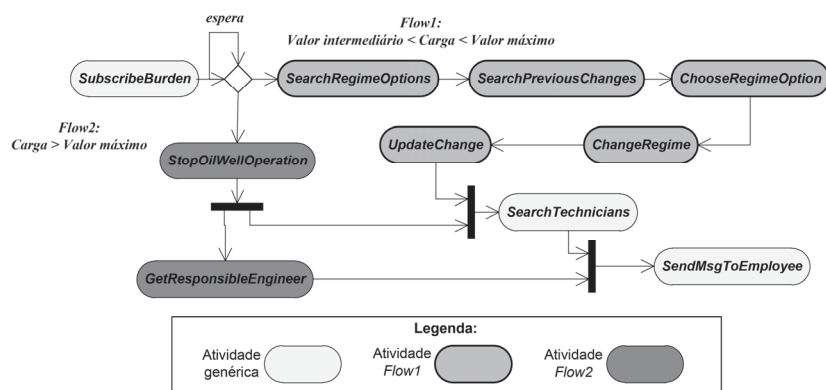 espera
Flow1:
Valor intermediário < Carga < Valor máximo
SubscribeBurden
SearchRegimeOptions
SearchPreviousChanges
ChooseRegimeOption
Flow2:
Carga > Valor máximo
StopOilWellOperation
UpdateChange
ChangeRegime
SearchTechnicians
GetResponsibleEngineer
SendMsgToEmployee
Legenda:
Atividade
genérica
Atividade
Flow1
Atividade
Flow2